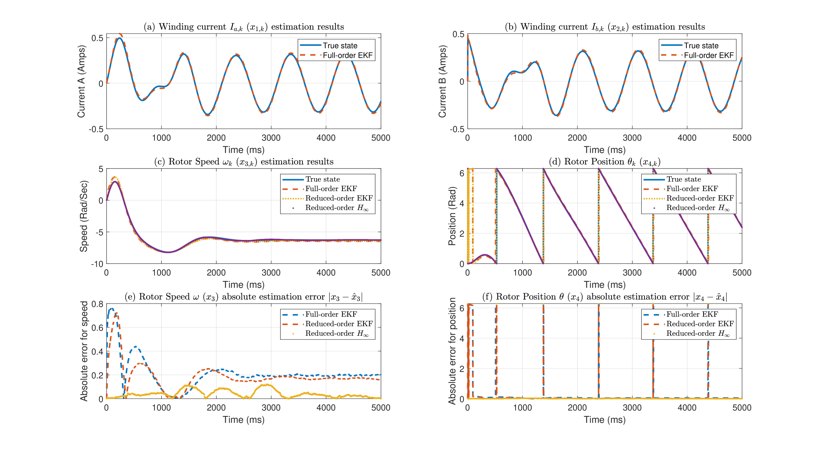 (a) Winding current I_{a,k} (x_{1,k}) estimation results
Current A (Amps)
0.5
0
-0.5
True state
Full-order EKF
0 1000 2000 3000 4000 5000
Time (ms)
(b) Winding current I_{b,k} (x_{2,k}) estimation results
Current B (Amps)
0.5
0
-0.5
True state
Full-order EKF
0 1000 2000 3000 4000 5000
Time (ms)
(c) Rotor Speed ω_k (x_{3,k}) estimation results
Speed (Rad/Sec)
5
0
-5
-10
True state
Full-order EKF
Reduced-order EKF
Reduced-order H_∞
0 1000 2000 3000 4000 5000
Time (ms)
(d) Rotor Position θ_k (x_{4,k})
Position (Rad)
6
4
2
0
True state
Full-order EKF
Reduced-order EKF
Reduced-order H_∞
0 1000 2000 3000 4000 5000
Time (ms)
(e) Rotor Speed ω (x_3) absolute estimation error |x_3 − x̂_3|
Absolute error for speed
0.8
0.6
0.4
0.2
0
Full-order EKF
Reduced-order EKF
Reduced-order H_∞
0 1000 2000 3000 4000 5000
Time (ms)
(f) Rotor Position θ (x_4) absolute estimation error |x_4 − x̂_4|
Absolute error for position
6
4
2
0
Full-order EKF
Reduced-order EKF
Reduced-order H_∞
0 1000 2000 3000 4000 5000
Time (ms)